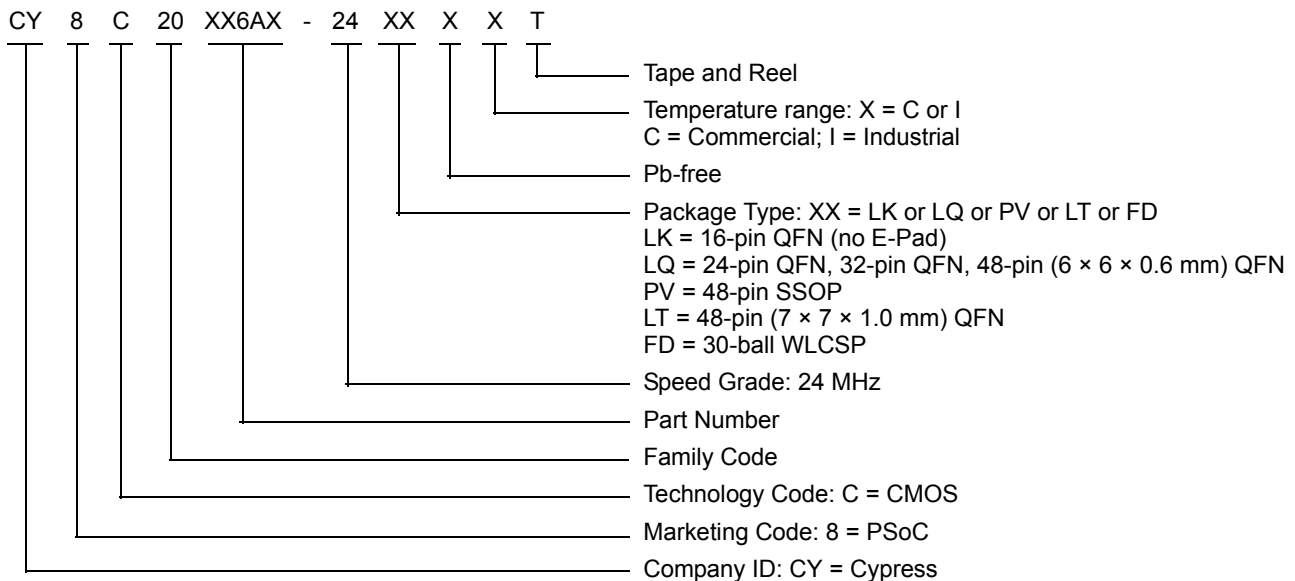 CY 8 C 20 XX6AX - 24 XX X X T
Tape and Reel
Temperature range: X = C or I
C = Commercial; I = Industrial
Pb-free
Package Type: XX = LK or LQ or PV or LT or FD
LK = 16-pin QFN (no E-Pad)
LQ = 24-pin QFN, 32-pin QFN, 48-pin (6 × 6 × 0.6 mm) QFN
PV = 48-pin SSOP
LT = 48-pin (7 × 7 × 1.0 mm) QFN
FD = 30-ball WLCSP
Speed Grade: 24 MHz
Part Number
Family Code
Technology Code: C = CMOS
Marketing Code: 8 = PSoC
Company ID: CY = Cypress